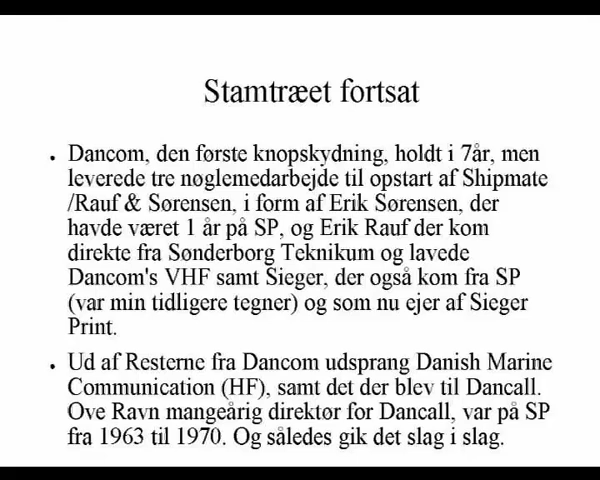 Stamtræet fortsat
• Dancom, den første knopskydning, holdt i 7år, men
leverede tre nøglemedarbejde til opstart af Shipmate
/Rauf & Sørensen, i form af Erik Sørensen, der
havde været 1 år på SP, og Erik Rauf der kom
direkte fra Sønderborg Teknikum og lavede
Dancom's VHF samt Sieger, der også kom fra SP
(var min tidligere tegner) og som nu ejer af Sieger
Print.
• Ud af Resterne fra Dancom udsprang Danish Marine
Communication (HF), samt det der blev til Dancall.
Ove Ravn mangeårig direktør for Dancall, var på SP
fra 1963 til 1970. Og således gik det slag i slag.